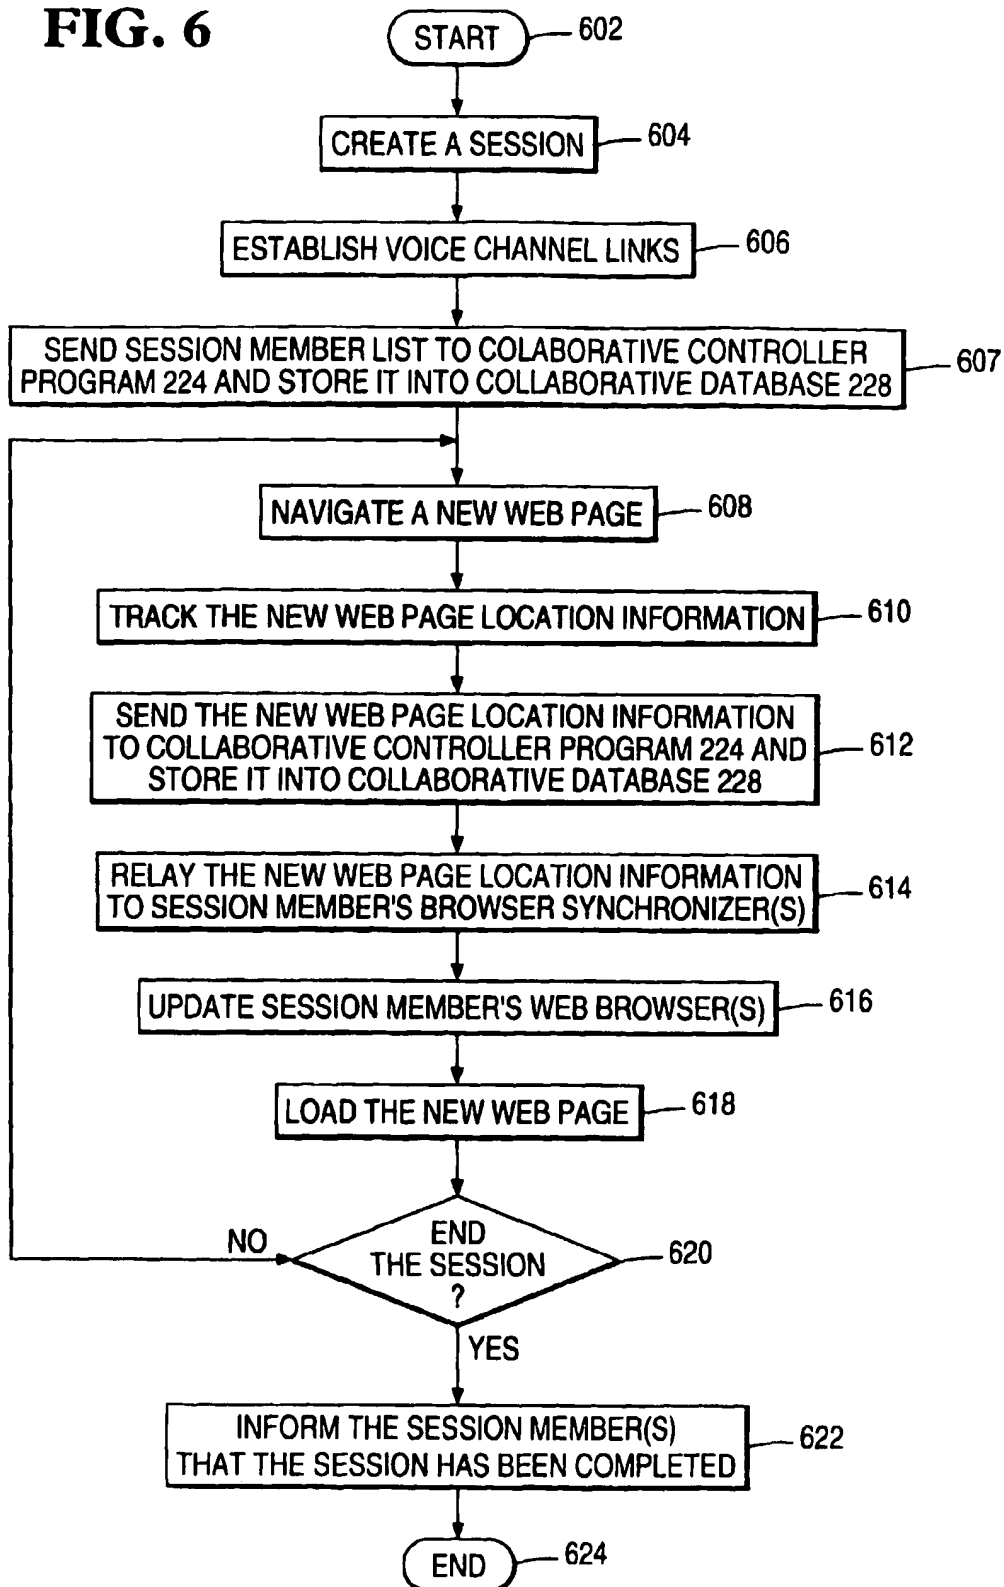 FIG. 6
START
602
CREATE A SESSION
604
ESTABLISH VOICE CHANNEL LINKS
606
SEND SESSION MEMBER LIST TO COLABORATIVE CONTROLLER
PROGRAM 224 AND STORE IT INTO COLLABORATIVE DATABASE 228
607
NAVIGATE A NEW WEB PAGE
608
TRACK THE NEW WEB PAGE LOCATION INFORMATION
610
SEND THE NEW WEB PAGE LOCATION INFORMATION
TO COLLABORATIVE CONTROLLER PROGRAM 224 AND
STORE IT INTO COLLABORATIVE DATABASE 228
612
RELAY THE NEW WEB PAGE LOCATION INFORMATION
TO SESSION MEMBER'S BROWSER SYNCHRONIZER(S)
614
UPDATE SESSION MEMBER'S WEB BROWSER(S)
616
LOAD THE NEW WEB PAGE
618
END
THE SESSION
?
620
NO
YES
INFORM THE SESSION MEMBER(S)
THAT THE SESSION HAS BEEN COMPLETED
622
END
624